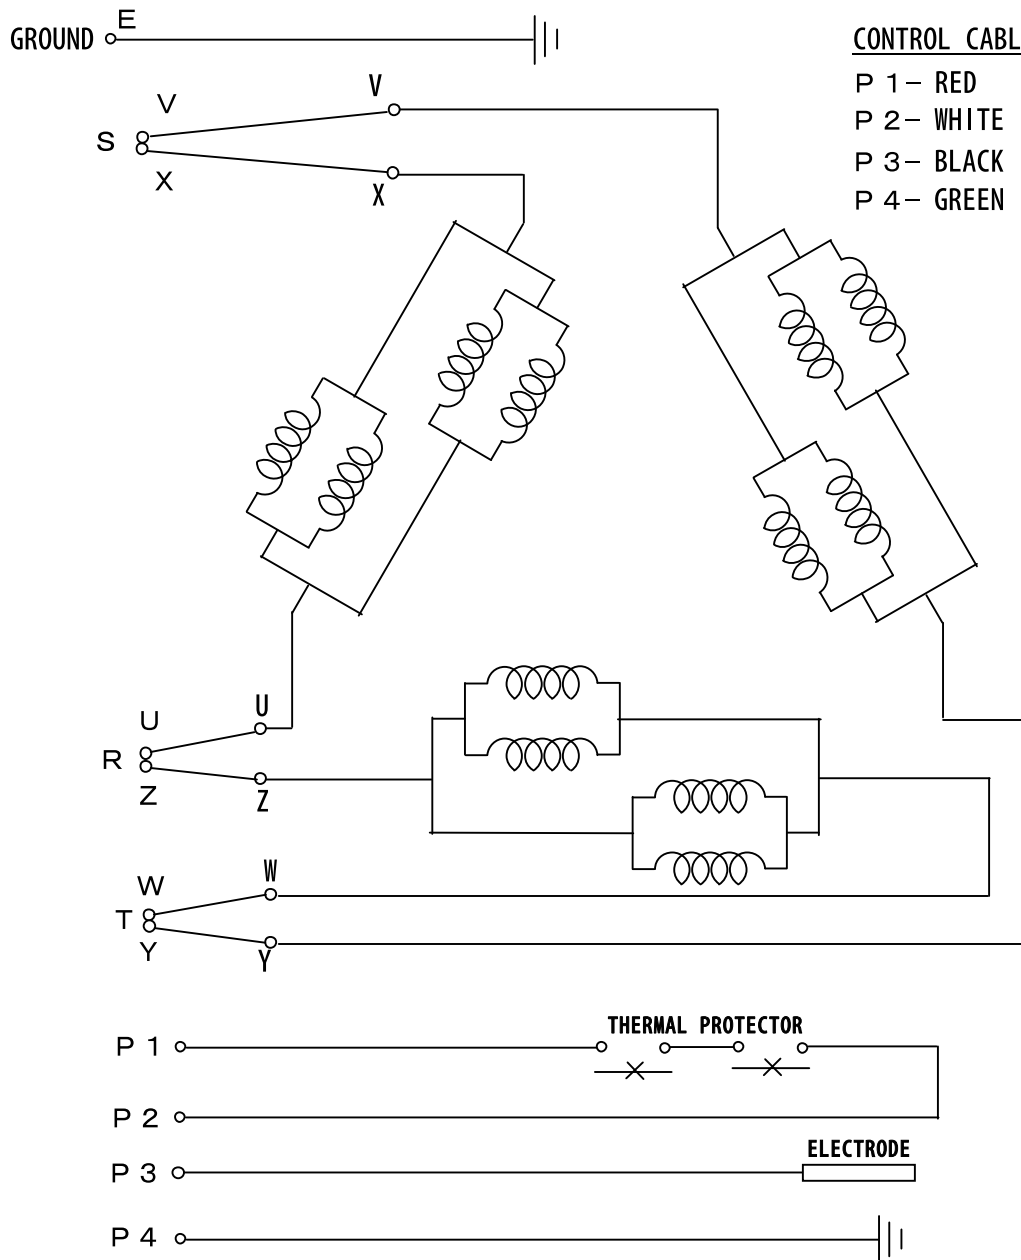 E
GROUND
CONTROL CABL
P 1 - RED
P 2 - WHITE
P 3 - BLACK
P 4 - GREEN
V
V
S
X
X
U
U
R
Z
Z
W
W
T
Y
Y
THERMAL PROTECTOR
P 1
P 2
ELECTRODE
P 3
P 4